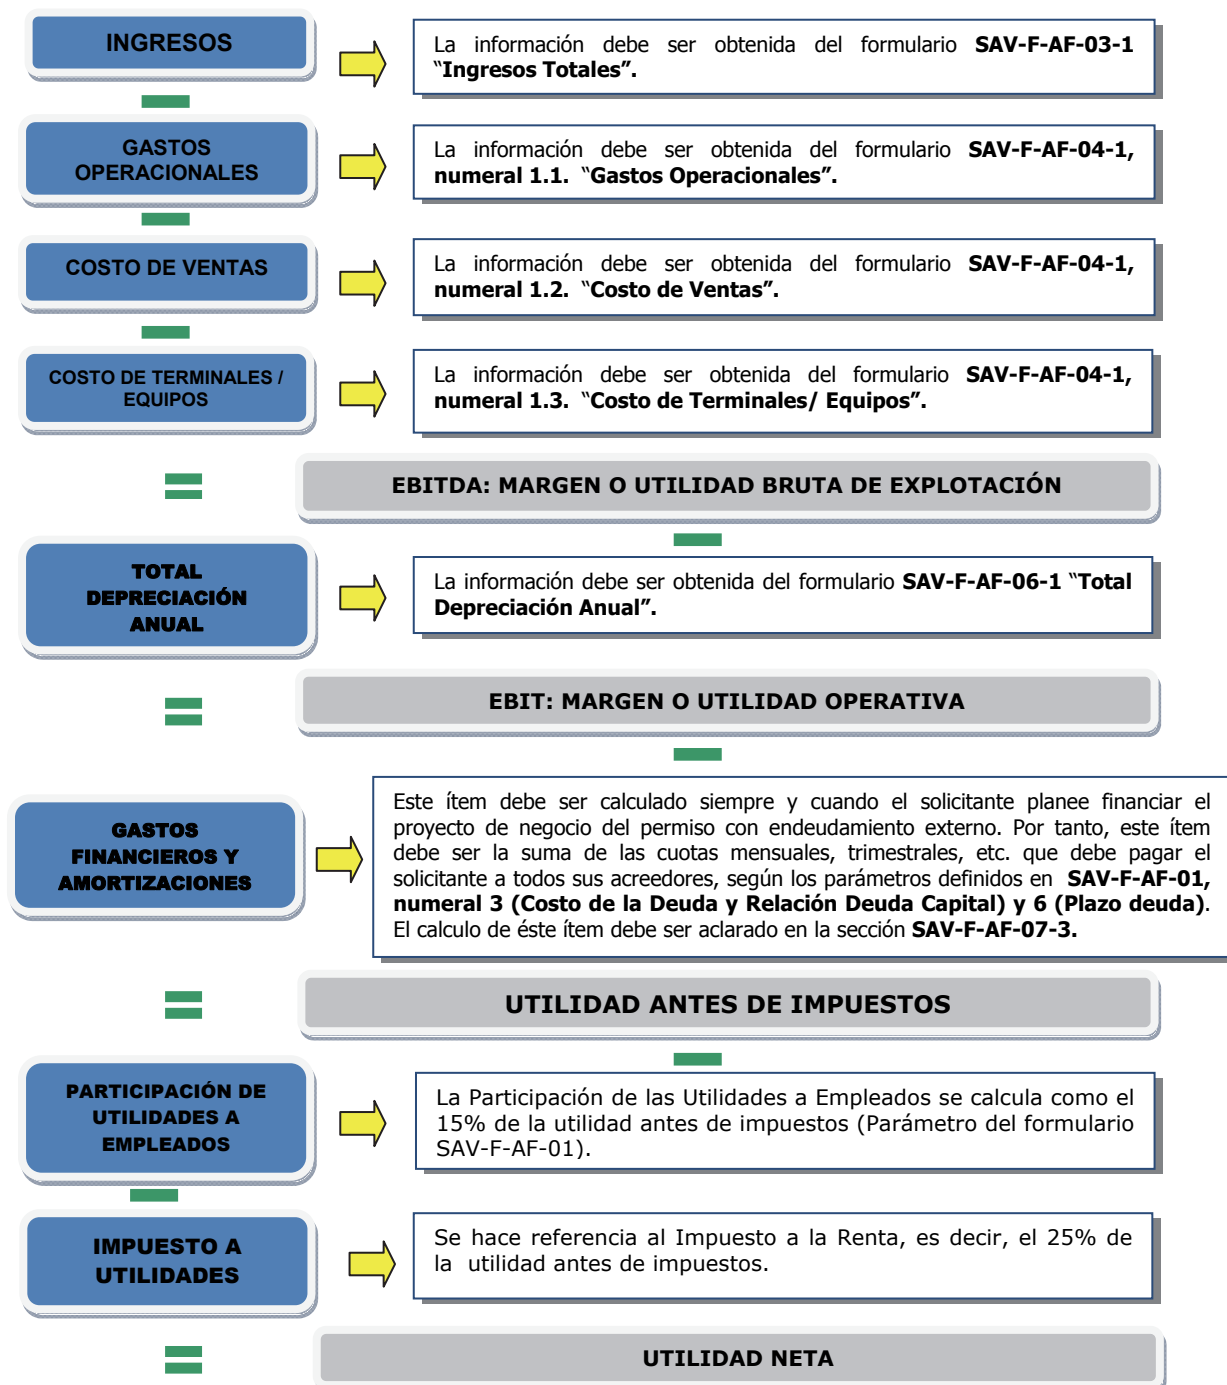 INGRESOS
La información debe ser obtenida del formulario SAV-F-AF-03-1
“Ingresos Totales”.
GASTOS
OPERACIONALES
La información debe ser obtenida del formulario SAV-F-AF-04-1,
numeral 1.1. “Gastos Operacionales”.
COSTO DE VENTAS
La información debe ser obtenida del formulario SAV-F-AF-04-1,
numeral 1.2. “Costo de Ventas”.
COSTO DE TERMINALES /
EQUIPOS
La información debe ser obtenida del formulario SAV-F-AF-04-1,
numeral 1.3. “Costo de Terminales/ Equipos”.
EBITDA: MARGEN O UTILIDAD BRUTA DE EXPLOTACIÓN
TOTAL
DEPRECIACIÓN
ANUAL
La información debe ser obtenida del formulario SAV-F-AF-06-1 “Total
Depreciación Anual”.
EBIT: MARGEN O UTILIDAD OPERATIVA
GASTOS
FINANCIEROS Y
AMORTIZACIONES
Este ítem debe ser calculado siempre y cuando el solicitante planee financiar el
proyecto de negocio del permiso con endeudamiento externo. Por tanto, este ítem
debe ser la suma de las cuotas mensuales, trimestrales, etc. que debe pagar el
solicitante a todos sus acreedores, según los parámetros definidos en SAV-F-AF-01,
numeral 3 (Costo de la Deuda y Relación Deuda Capital) y 6 (Plazo deuda).
El calculo de éste ítem debe ser aclarado en la sección SAV-F-AF-07-3.
UTILIDAD ANTES DE IMPUESTOS
PARTICIPACIÓN DE
UTILIDADES A
EMPLEADOS
La Participación de las Utilidades a Empleados se calcula como el
15% de la utilidad antes de impuestos (Parámetro del formulario
SAV-F-AF-01).
IMPUESTO A
UTILIDADES
Se hace referencia al Impuesto a la Renta, es decir, el 25% de
la utilidad antes de impuestos.
UTILIDAD NETA